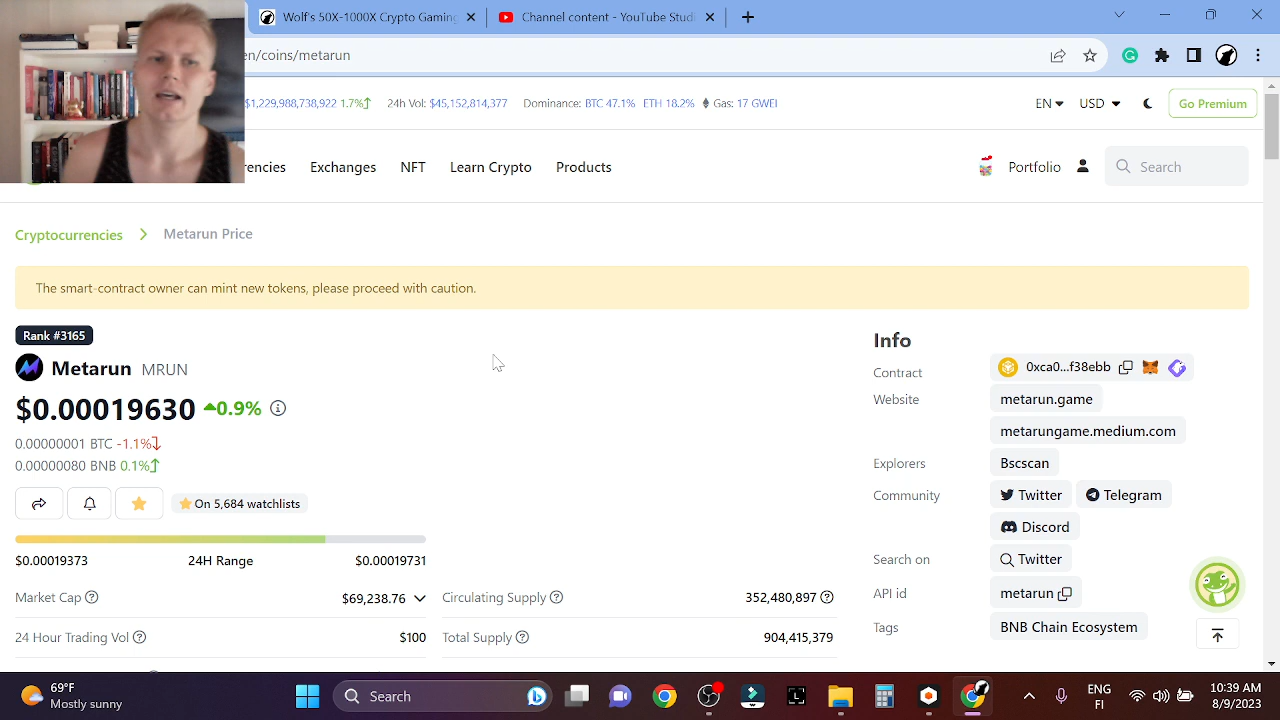 Wolf's 50X-1000X Crypto Gaming
Channel content - YouTube Studi
en/coins/metarun
$1,229,988,738,922 1.7%
24h Vol: $45,152,814,377
Dominance: BTC 47.1% ETH 18.2%
Gas: 17 GWEI
EN
USD
Go Premium
rencies
Exchanges
NFT
Learn Crypto
Products
Portfolio
Search
Cryptocurrencies
Metarun Price
The smart-contract owner can mint new tokens, please proceed with caution.
Rank #3165
Metarun MRUN
$0.00019630 0.9%
0.00000001 BTC -1.1%
0.00000080 BNB 0.1%
On 5,684 watchlists
$0.00019373
24H Range
$0.00019731
Market Cap
$69,238.76
Circulating Supply
352,480,897
24 Hour Trading Vol
$100
Total Supply
904,415,379
Info
Contract
0xca0...f38ebb
Website
metarun.game
metarungame.medium.com
Explorers
Bscscan
Community
Twitter
Telegram
Discord
Search on
Twitter
API id
metarun
Tags
BNB Chain Ecosystem
69°F
Mostly sunny
Search
ENG
FI
10:39 AM
8/9/2023